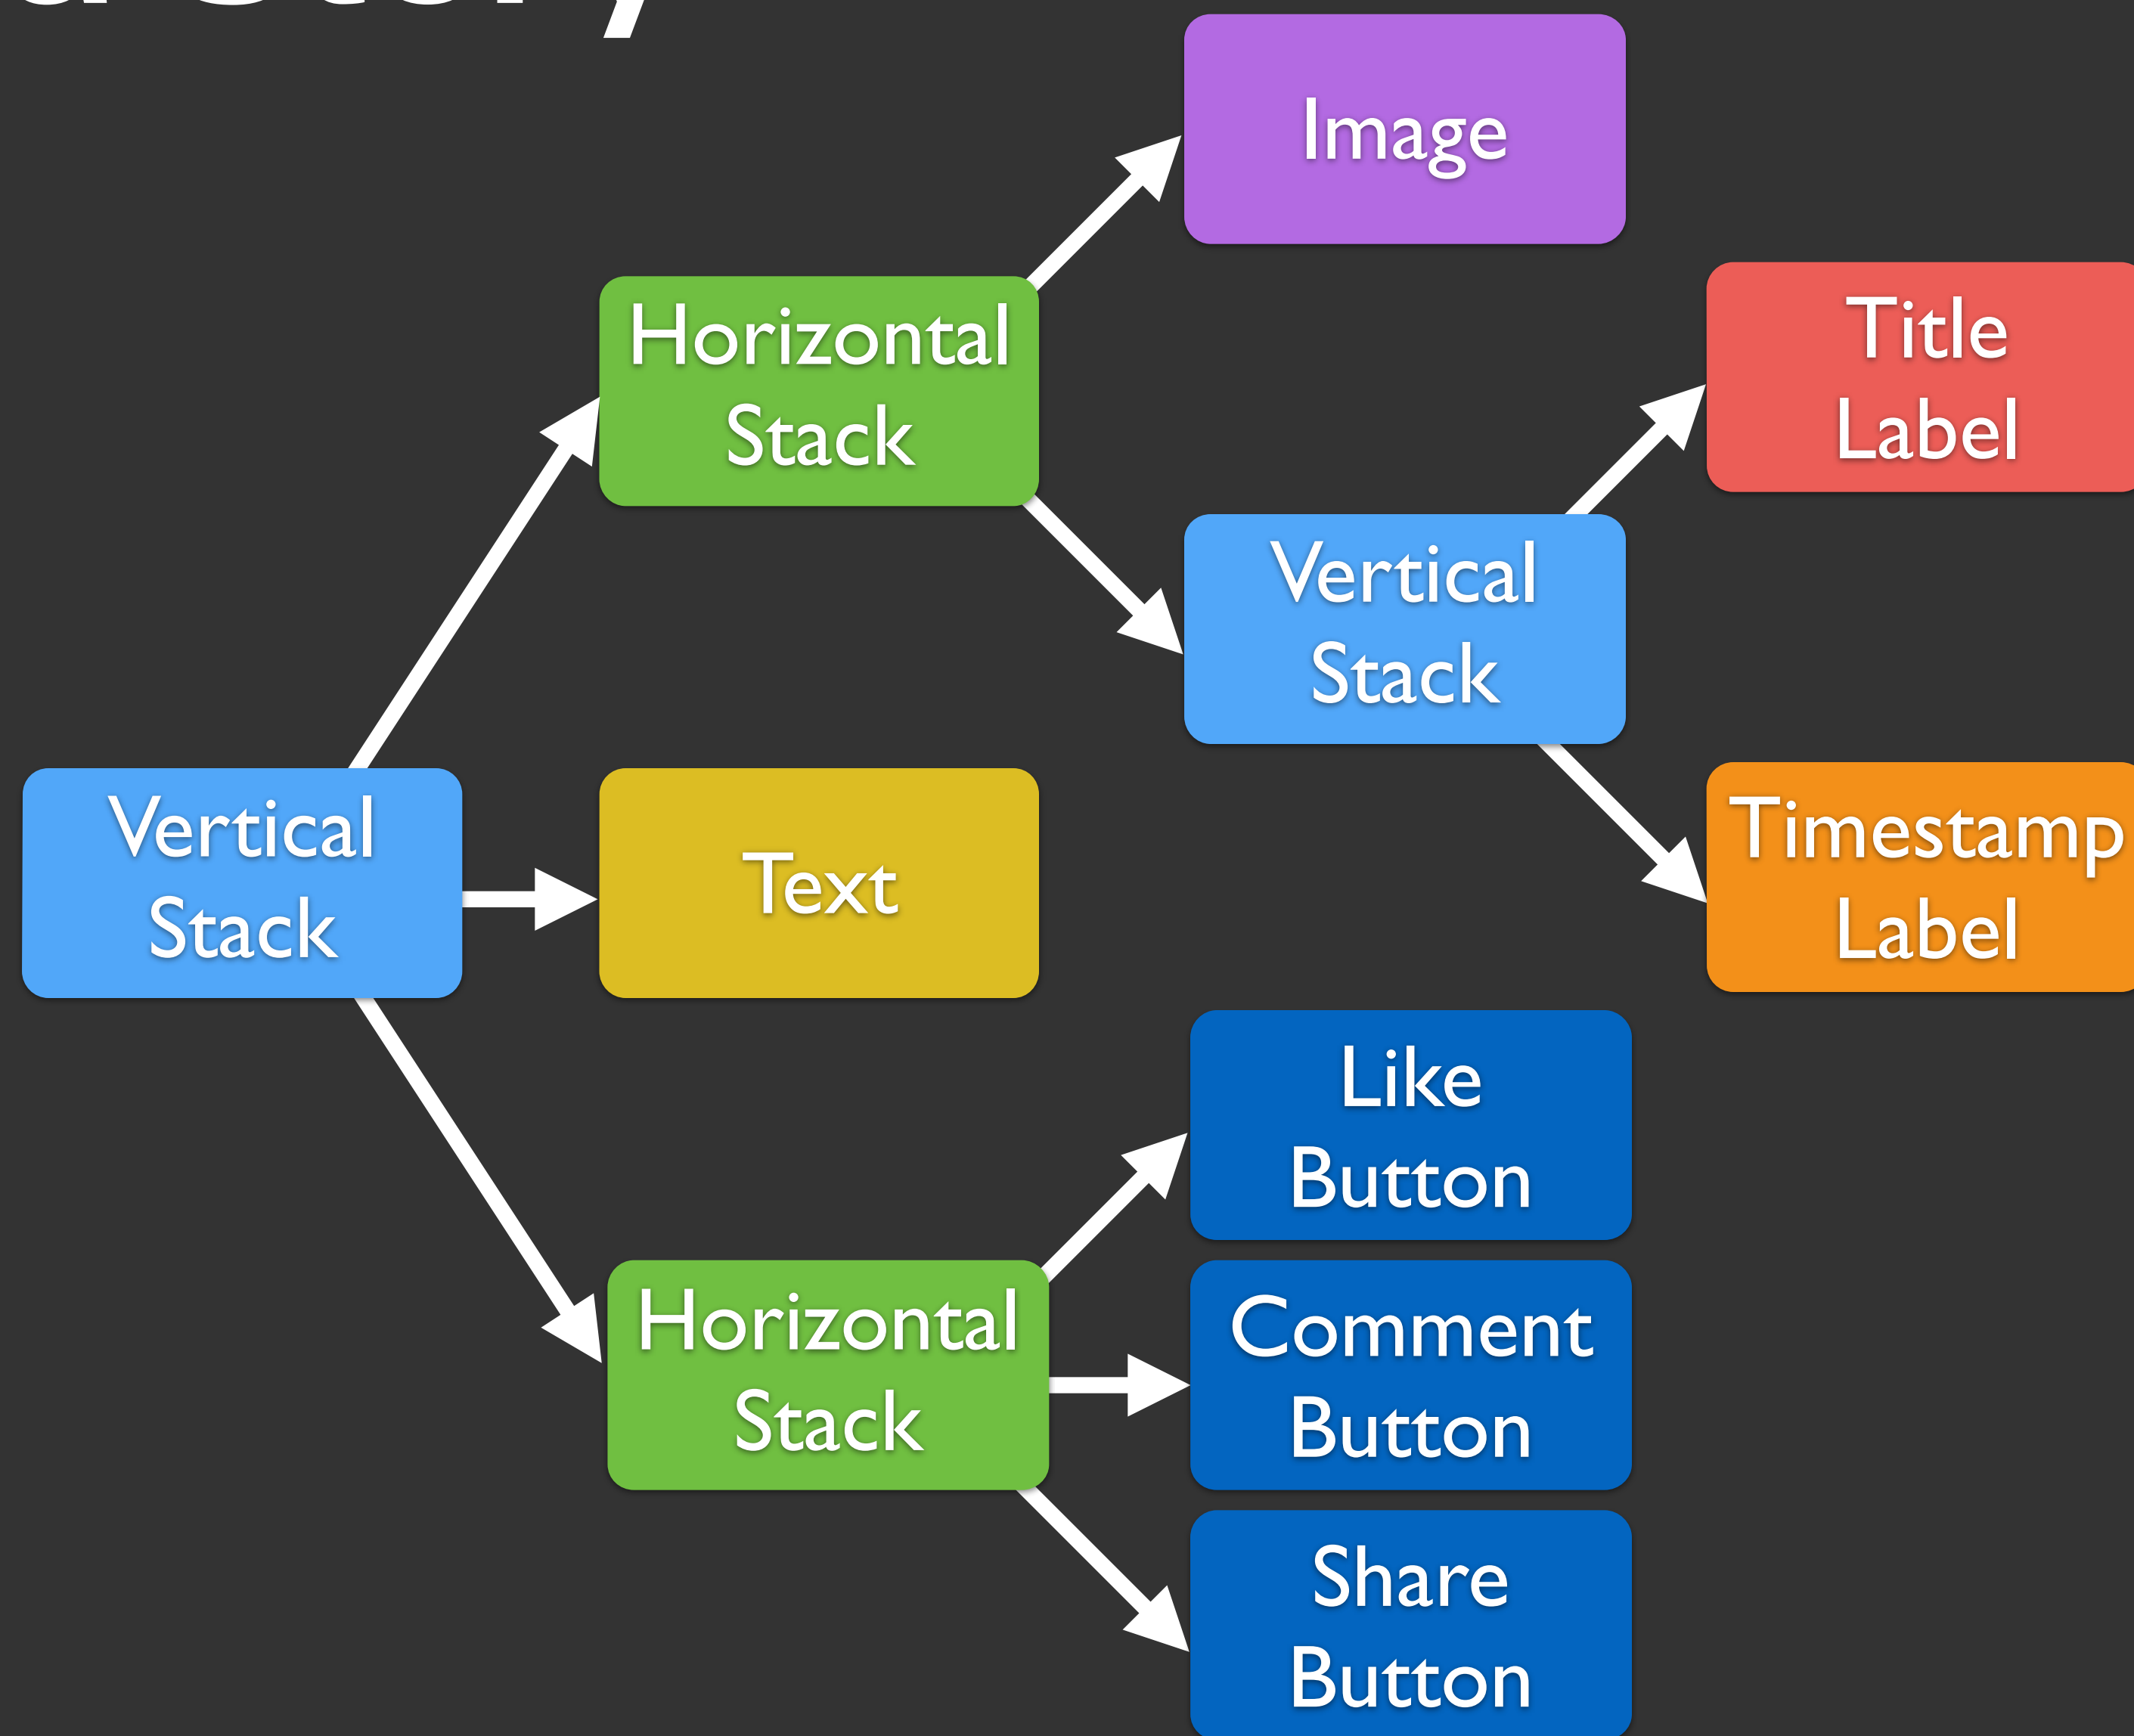 Image
Horizontal
Stack
Title
Label
Vertical
Stack
Vertical
Stack
Text
Timestamp
Label
Like
Button
Horizontal
Stack
Comment
Button
Share
Button